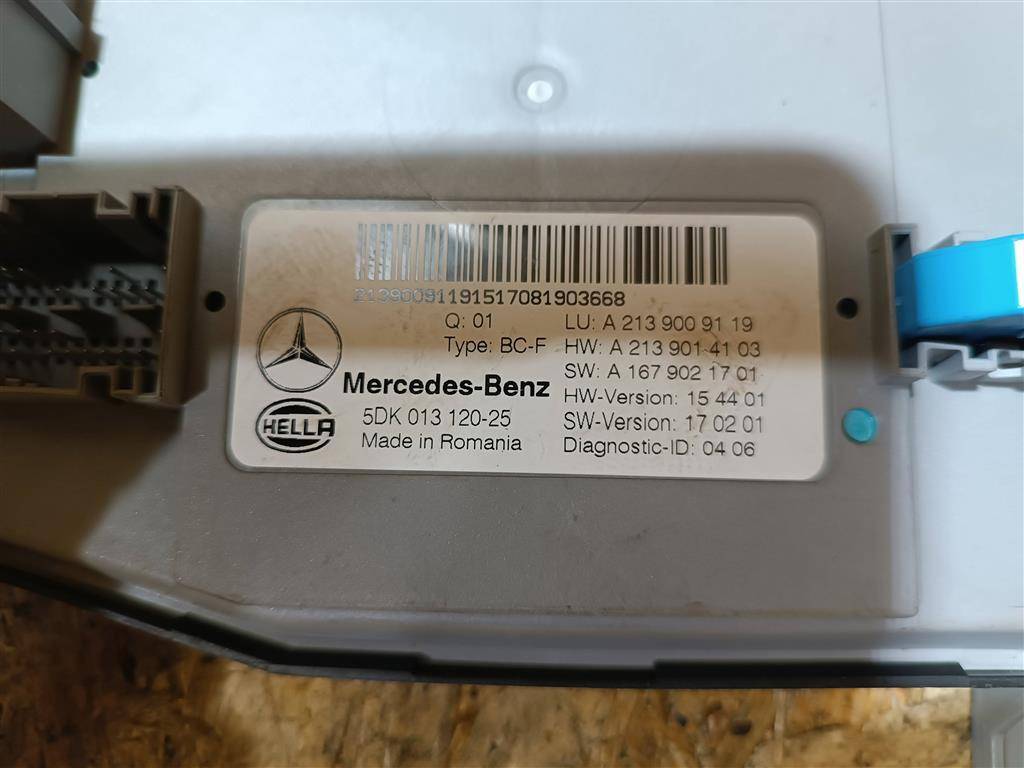 21390091191517081903668
Q: 01 LU: A 213 900 91 19
Type: BC-F HW: A 213 901 41 03
SW: A 167 902 17 01
Mercedes-Benz HW-Version: 15 44 01
5DK 013 120-25 SW-Version: 17 02 01
HELLA
Made in Romania Diagnostic-ID: 04 06